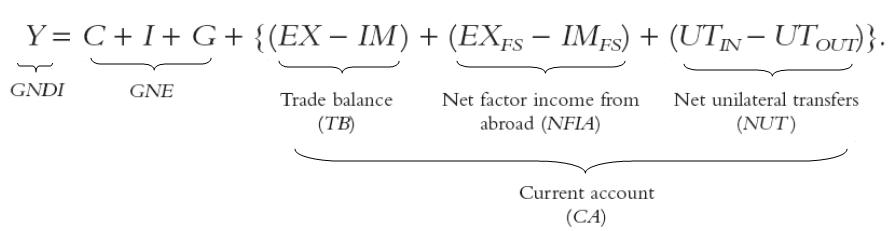 Y = C + I + G + {(EX − IM) + (EX_FS − IM_FS) + (UT_IN − UT_OUT)}.
GNDI GNE
Trade balance Net factor income from Net unilateral transfers
(TB) abroad (NFIA) (NUT)
Current account
(CA)